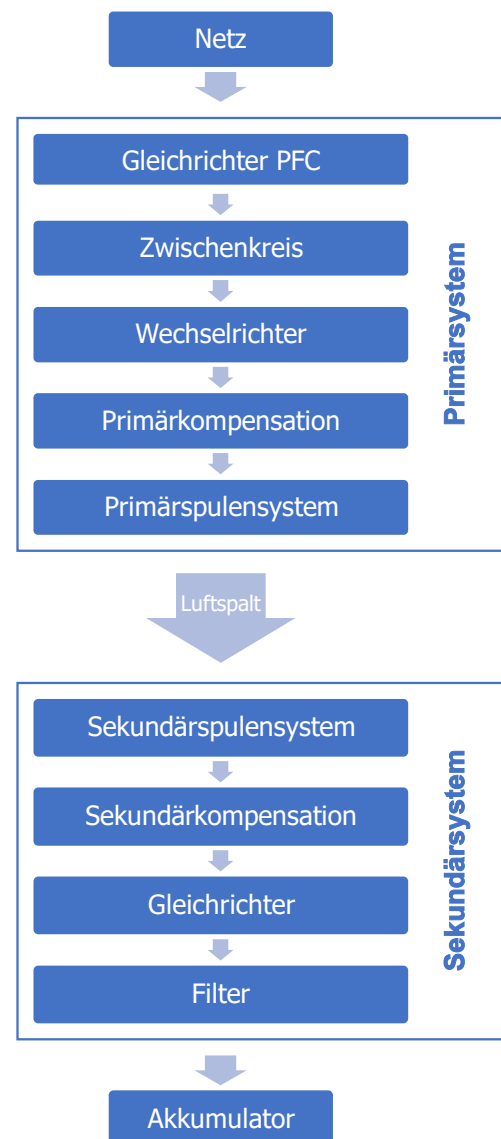 Netz
Gleichrichter PFC
Zwischenkreis
Wechselrichter
Primärkompensation
Primärspulensystem
Primärsystem
Luftspalt
Sekundärspulensystem
Sekundärkompensation
Gleichrichter
Filter
Sekundärsystem
Akkumulator